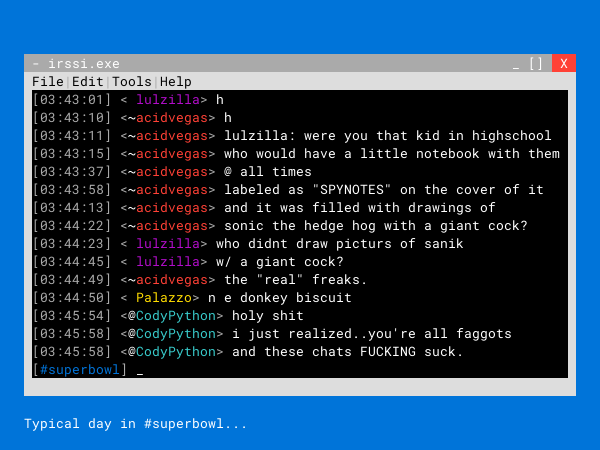 - irssi.exe _ [] X
File|Edit|Tools|Help
[03:43:01] < lulzilla> h
[03:43:10] <~acidvegas> h
[03:43:11] <~acidvegas> lulzilla: were you that kid in highschool
[03:43:15] <~acidvegas> who would have a little notebook with them
[03:43:37] <~acidvegas> @ all times
[03:43:58] <~acidvegas> labeled as "SPYNOTES" on the cover of it
[03:44:13] <~acidvegas> and it was filled with drawings of
[03:44:22] <~acidvegas> sonic the hedge hog with a giant cock?
[03:44:23] < lulzilla> who didnt draw picturs of sanik
[03:44:45] < lulzilla> w/ a giant cock?
[03:44:49] <~acidvegas> the "real" freaks.
[03:44:50] < Palazzo> n e donkey biscuit
[03:45:54] <@CodyPython> holy shit
[03:45:58] <@CodyPython> i just realized..you're all faggots
[03:45:58] <@CodyPython> and these chats FUCKING suck.
[#superbowl] _
Typical day in #superbowl...